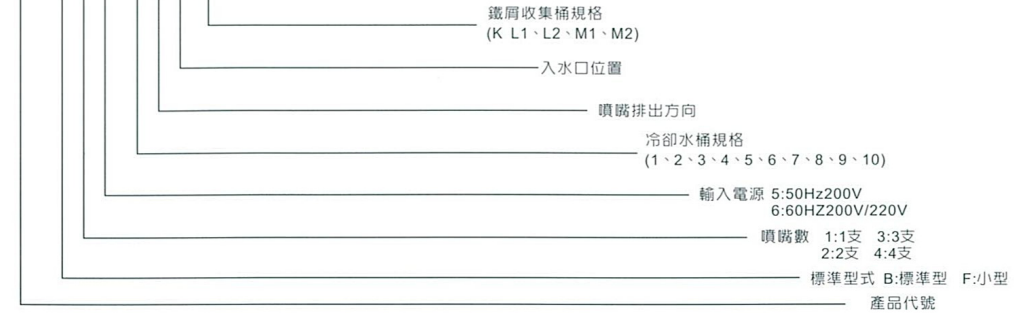 鐵屑收集桶規格
(K L1、L2、M1、M2)
入水口位置
噴嘴排出方向
冷卻水桶規格
(1、2、3、4、5、6、7、8、9、10)
輸入電源 5:50Hz200V
6:60HZ200V/220V
噴嘴數 1:1支 3:3支
2:2支 4:4支
標準型式 B:標準型 F:小型
產品代號